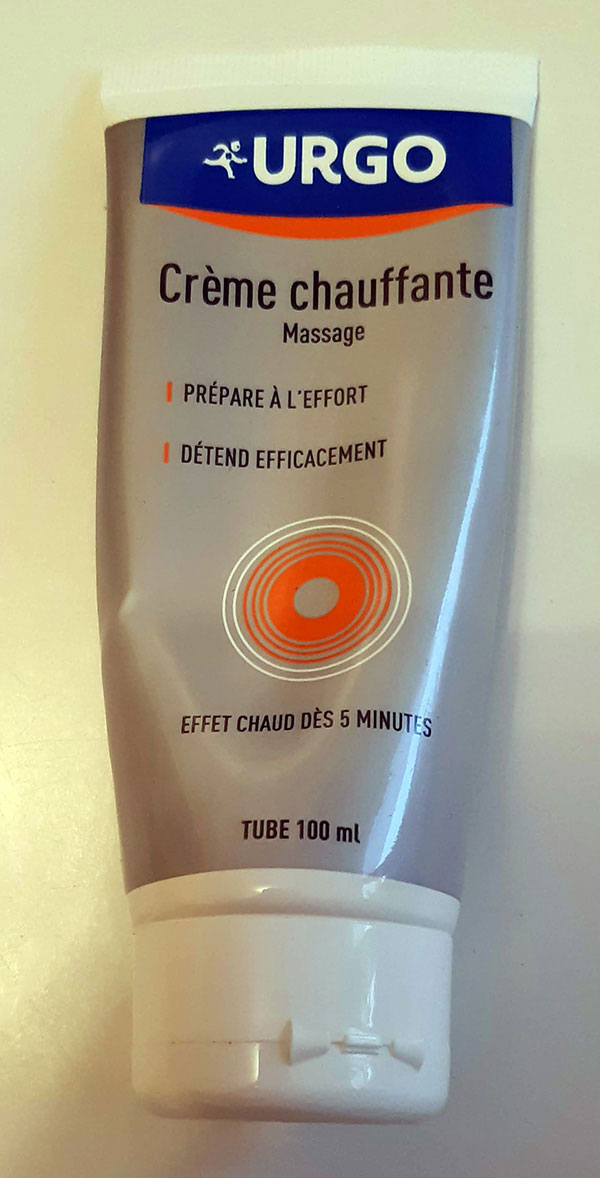 URGO
Crème chauffante
Massage
PRÉPARE À L'EFFORT
DÉTEND EFFICACEMENT
EFFET CHAUD DÈS 5 MINUTES
TUBE 100 ml